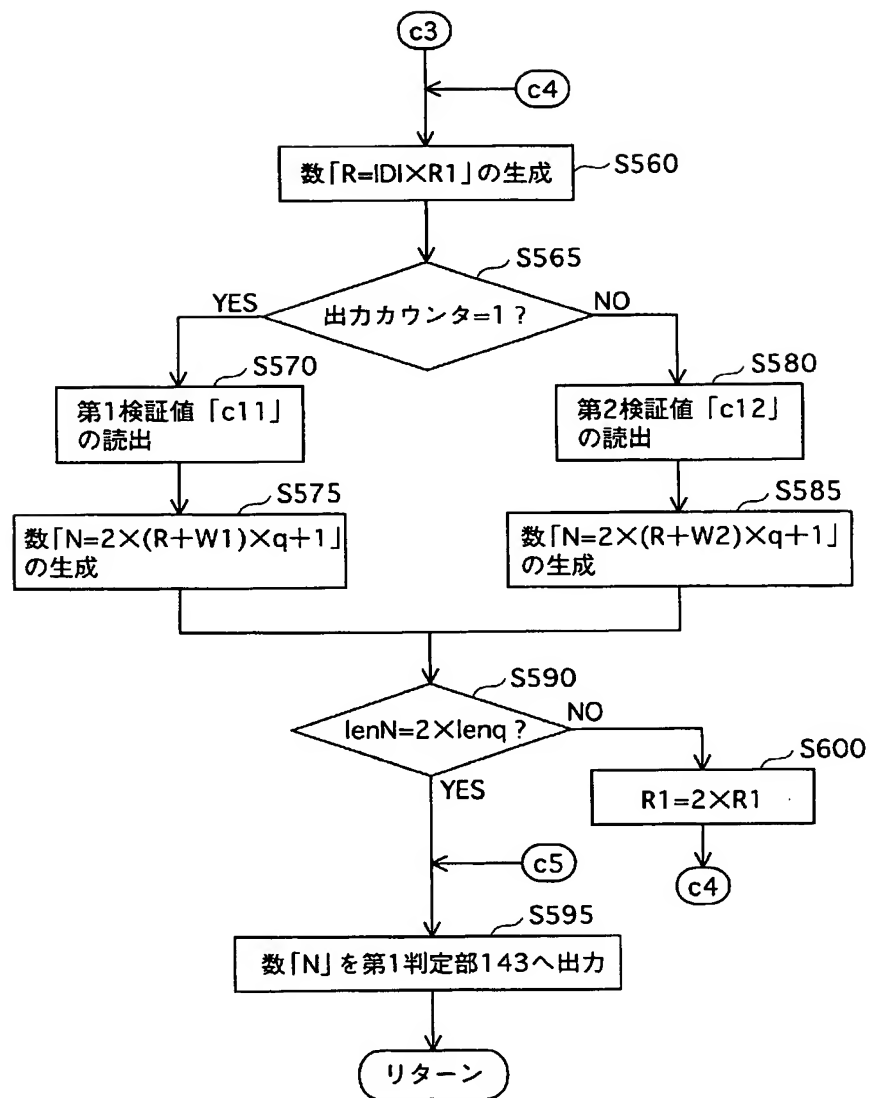 c3
c4
数「R=IDI×R1」の生成
S560
S565
出力カウンタ=1?
YES
NO
S570
第1検証値「c11」
の読出
S580
第2検証値「c12」
の読出
S575
数「N=2×(R+W1)×q+1」
の生成
S585
数「N=2×(R+W2)×q+1」
の生成
S590
lenN=2×lenq?
NO
YES
S600
R1=2×R1
c4
c5
S595
数「N」を第1判定部143へ出力
リターン